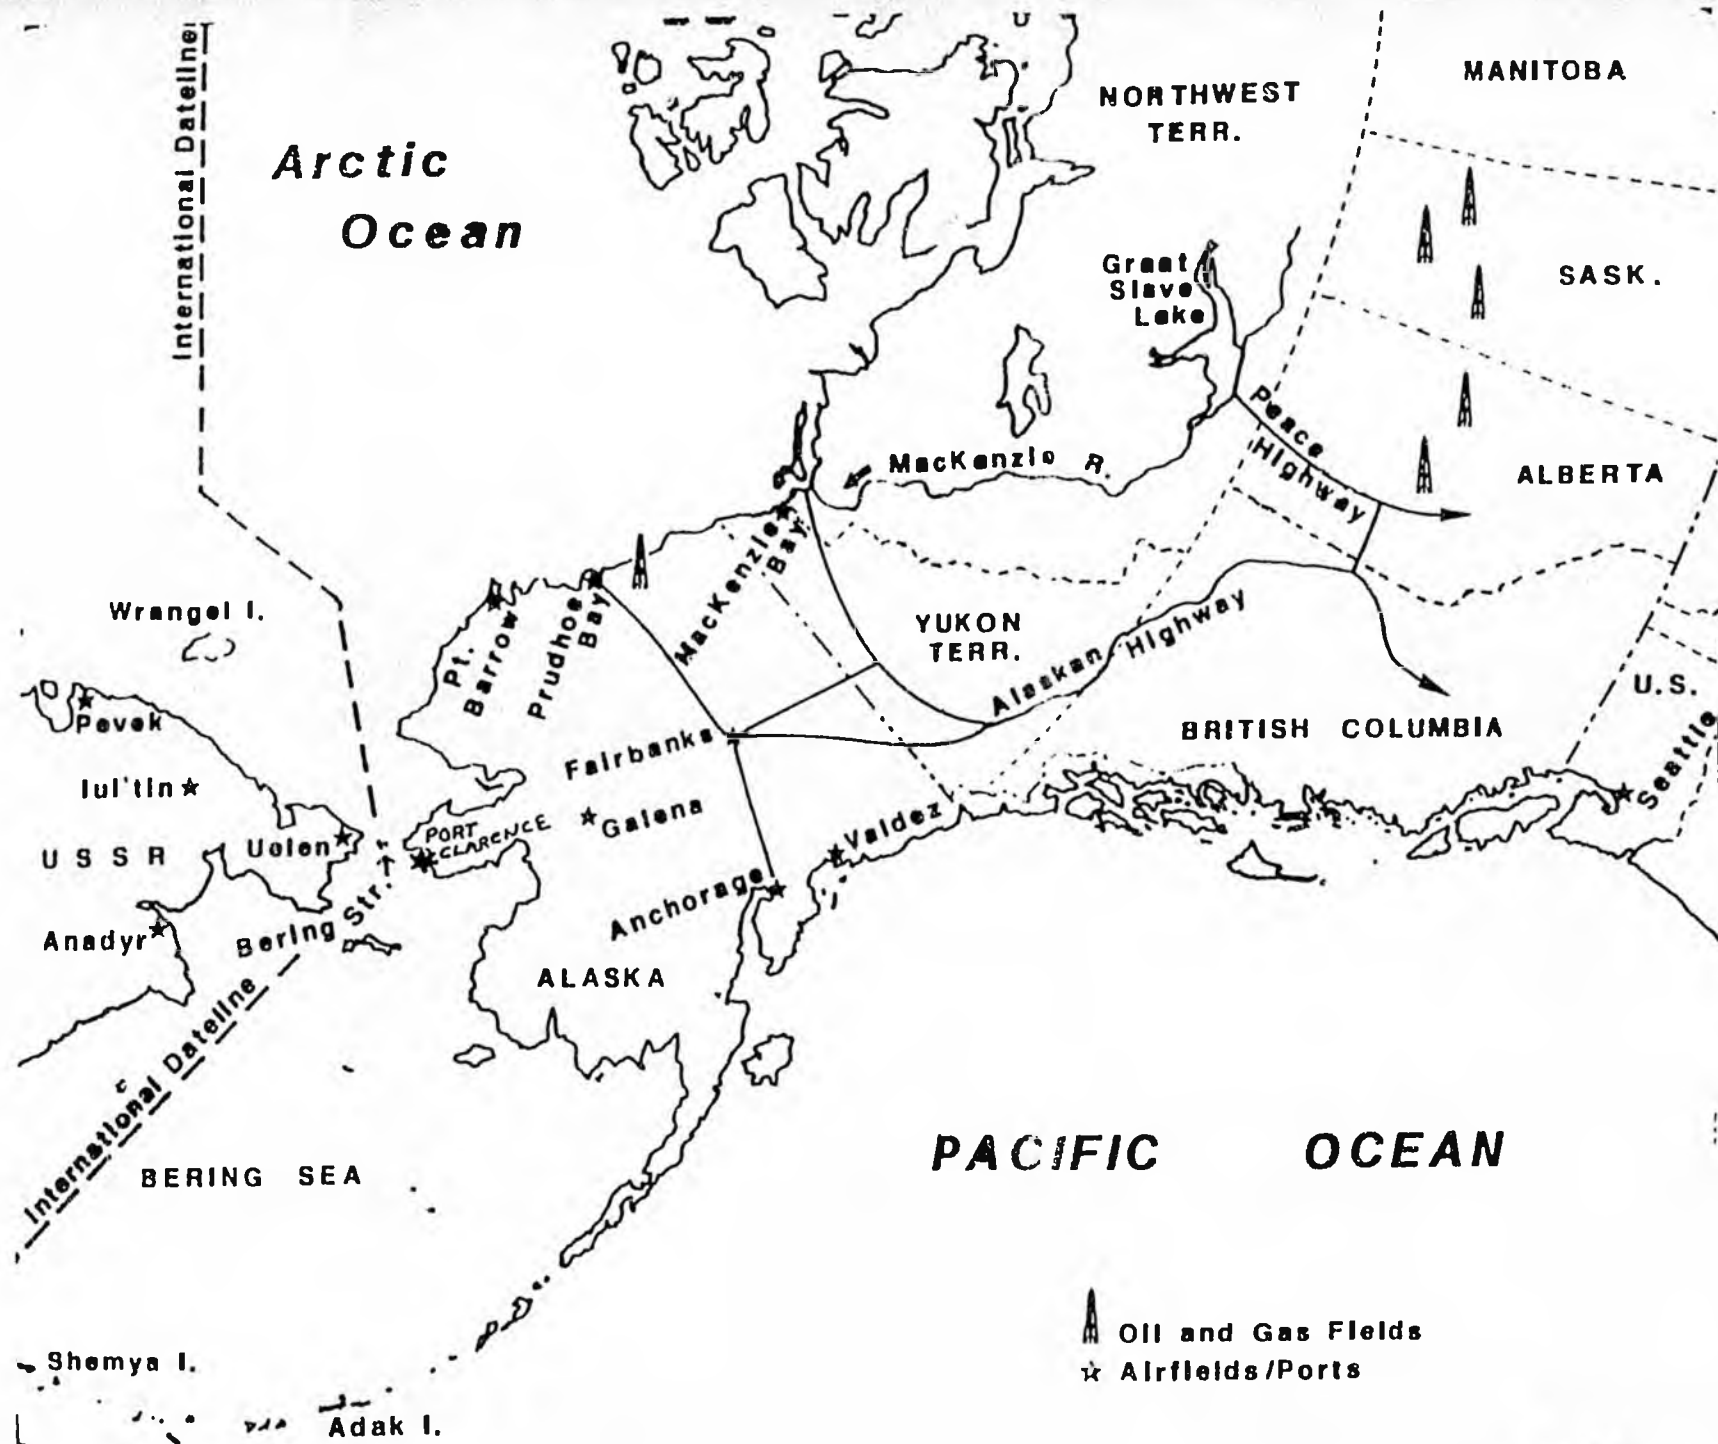 International Dateline
Arctic
Ocean
NORTHWEST
TERR.
MANITOBA
Great
Slave
Lake
SASK.
Peace
Highway
MacKenzie R.
ALBERTA
MacKenzie
Bay
Wrangel I.
Pt.
Barrow
Prudhoe
Bay
YUKON
TERR.
Alaskan Highway
U.S.
Pevek
BRITISH COLUMBIA
Fairbanks
Iul'tin
Galena
Valdez
Seattle
PORT
CLARENCE
USSR
Uelen
Anchorage
Bering Str.
Anadyr
ALASKA
International Dateline
PACIFIC OCEAN
BERING SEA
Oil and Gas Fields
Airfields/Ports
Shemya I.
Adak I.